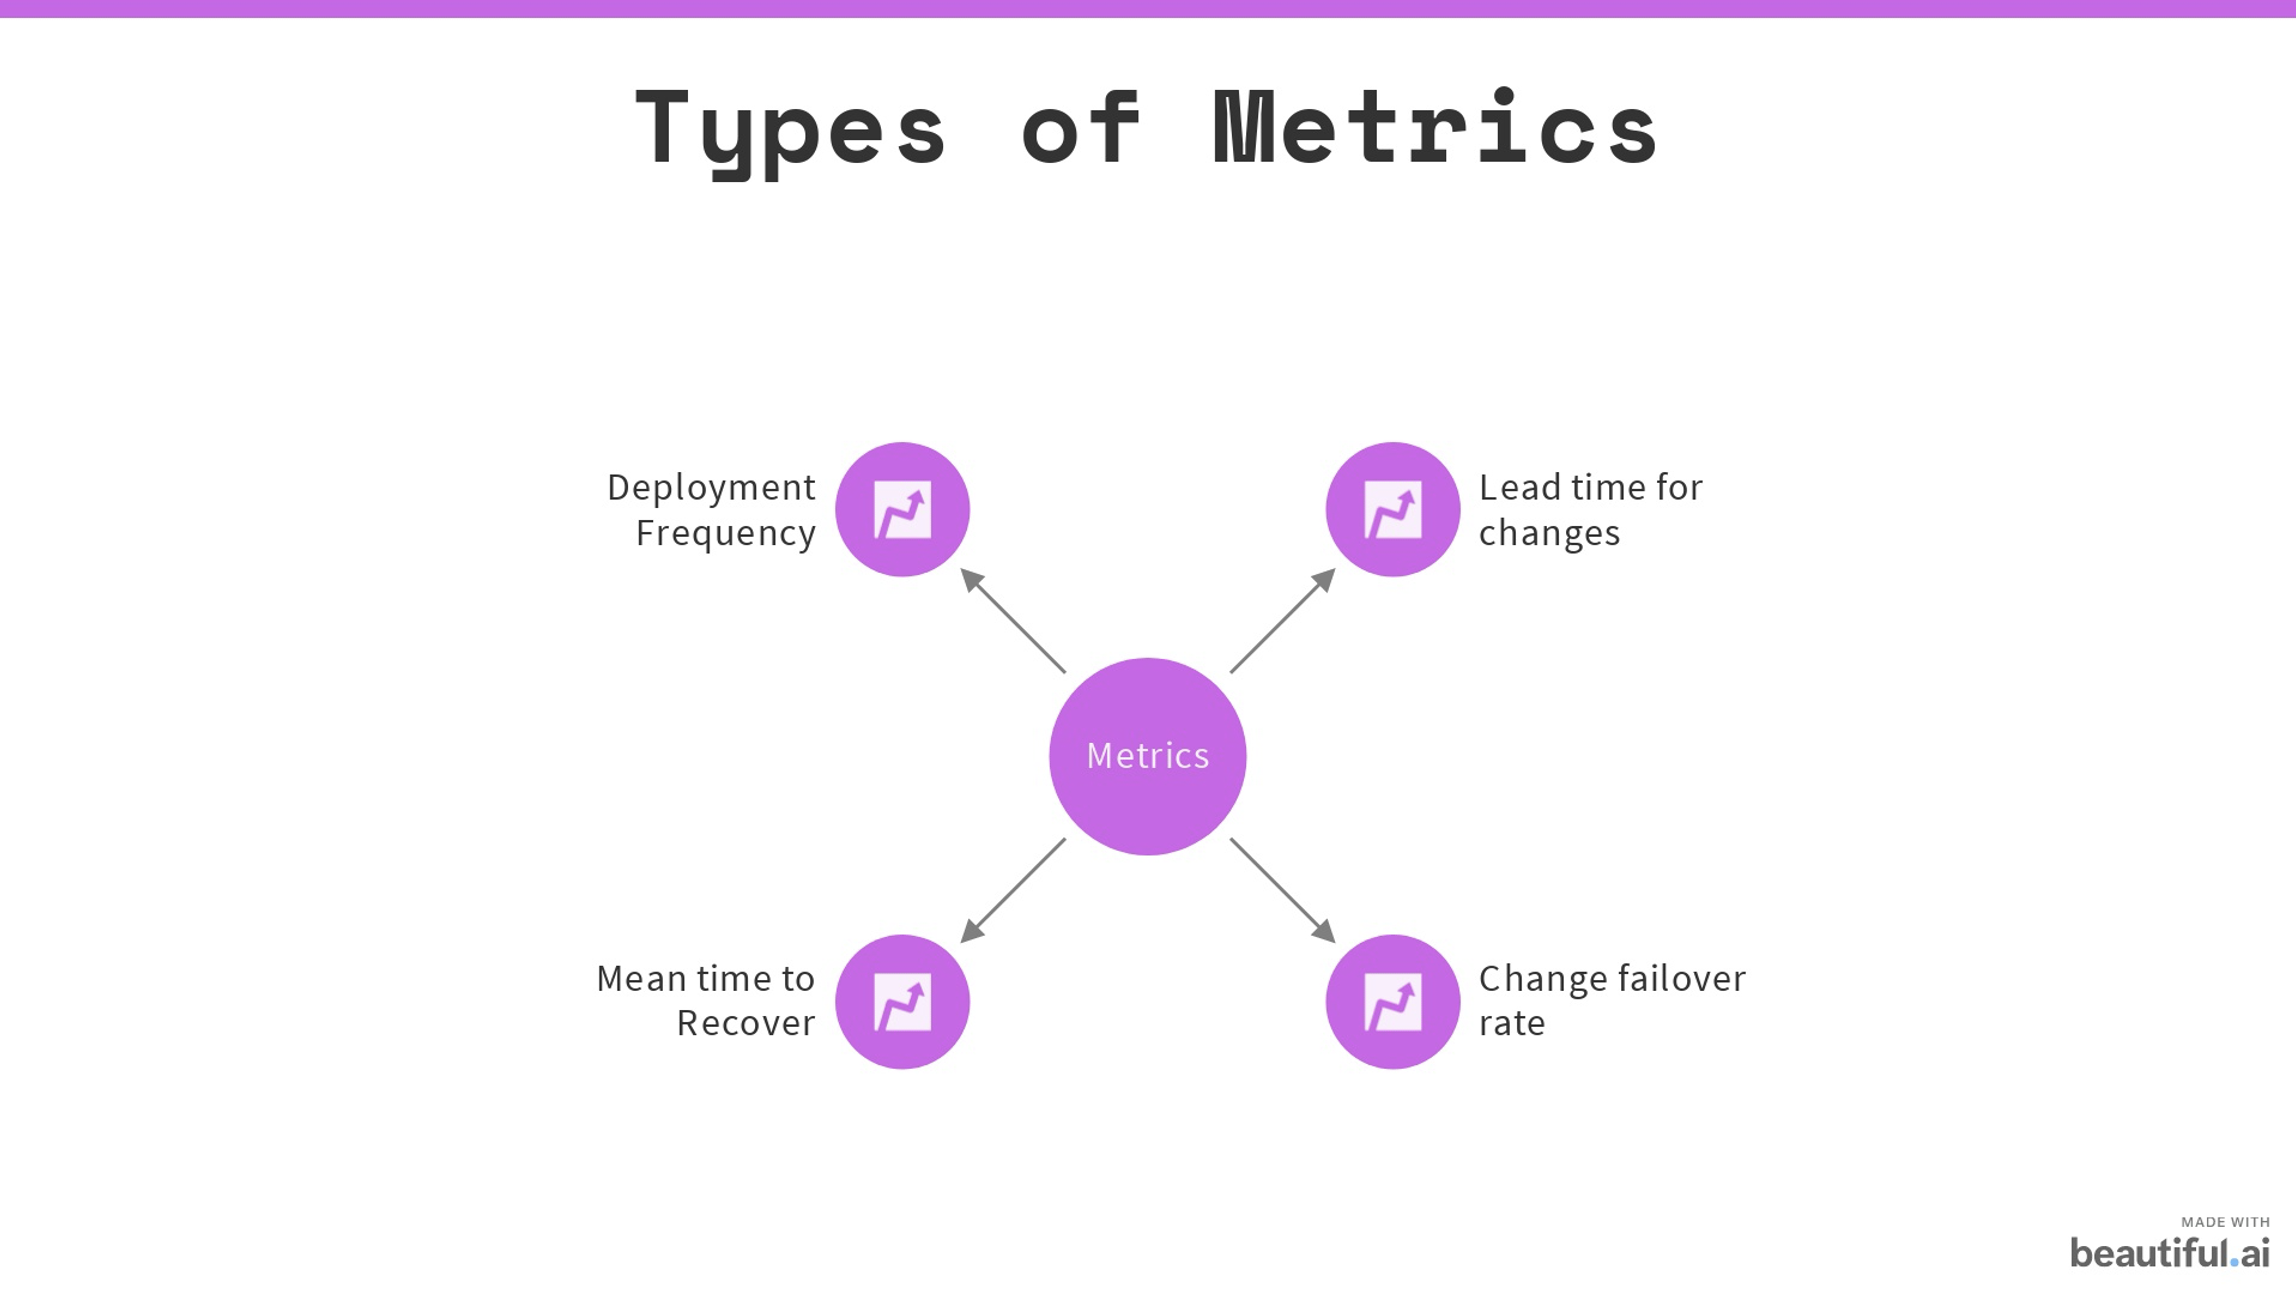 Types of Metrics
Deployment
Frequency
Lead time for
changes
Metrics
Mean time to
Recover
Change failover
rate
MADE WITH
beautiful.ai